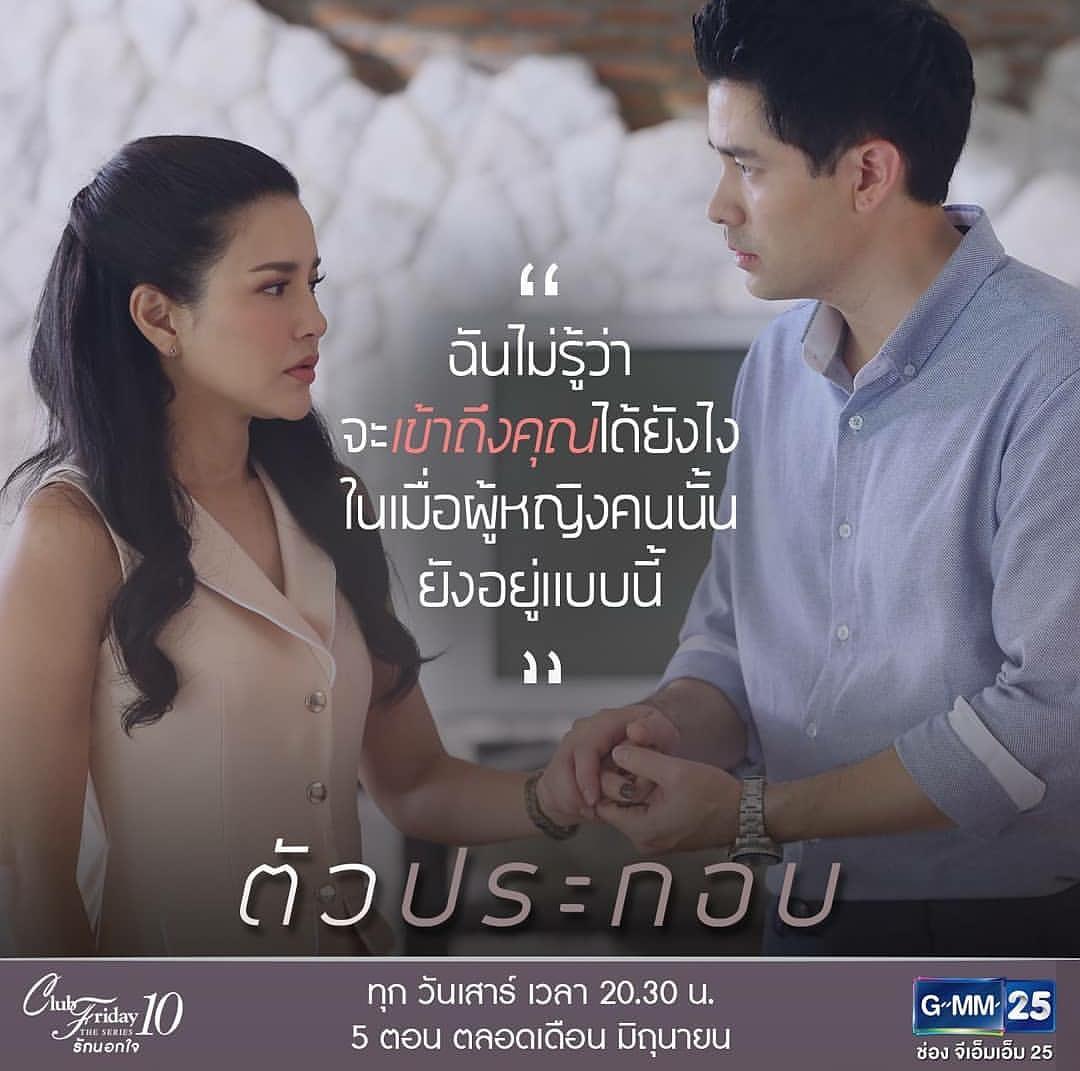 “
ฉันไม่รู้ว่า
จะเข้าถึงคุณได้ยังไง
ในเมื่อผู้หญิงคนนั้น
ยังอยู่แบบนี้
”
ตัวประกอบ
Club Friday 10
THE SERIES
รักนอกใจ
ทุก วันเสาร์ เวลา 20.30 น.
5 ตอน ตลอดเดือน มิถุนายน
GMM 25
ช่อง จีเอ็มเอ็ม 25